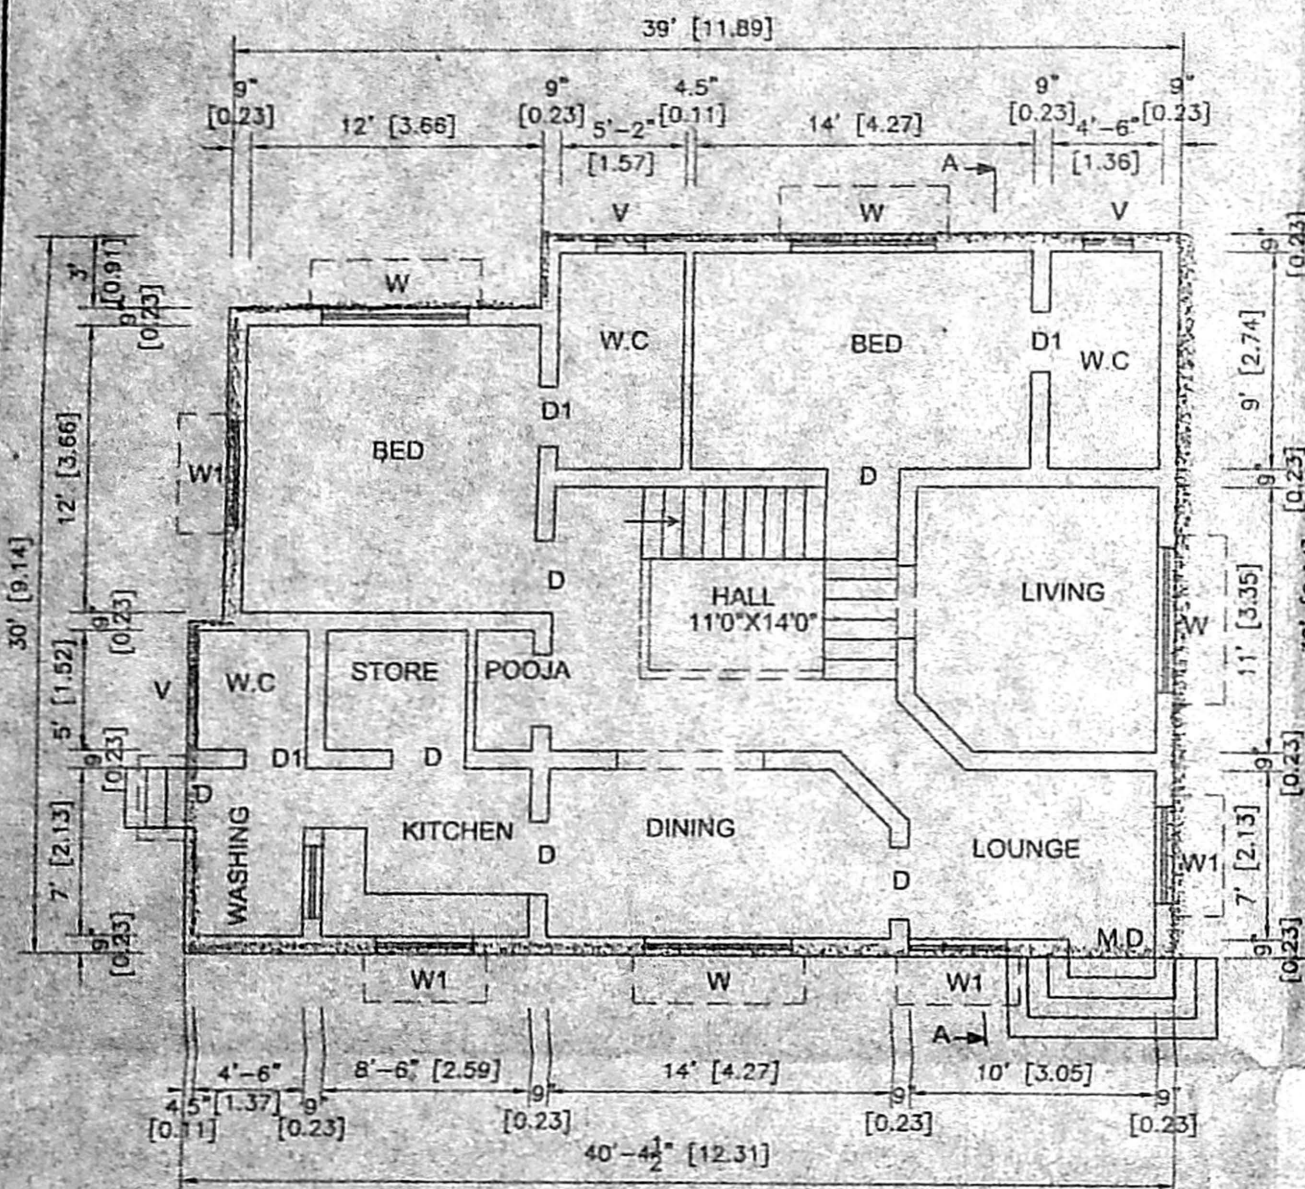 39' [11.89]
9" 9" 4.5" 9" 9"
[0.23] 12' [3.66] [0.23] 5'-2" [0.11] 14' [4.27] [0.23] 4'-6" [0.23]
[1.57] A [1.36]
V W V
3' [0.91]
W
9" [0.23]
9" [0.23]
W.C BED D1 W.C
9' [2.74]
D1
BED
12' [3.66]
W1
D
9" [0.23]
30' [9.14]
D
HALL
11'0"X14'0"
LIVING
W
11' [3.35]
9" [0.23]
5' [1.52]
V W.C STORE POOJA
9" [0.23]
D1 D
9" [0.23]
D
WASHING
KITCHEN DINING LOUNGE
D D
W1
7' [2.13]
7' [2.13]
9" [0.23]
M.D
9" [0.23]
W1 W W1
A
4'-6" 8'-6" [2.59] 14' [4.27] 10' [3.05]
4.5" [1.37] 9" 9" 9" 9"
[0.11] [0.23] [0.23] [0.23] [0.23]
40'-4½" [12.31]